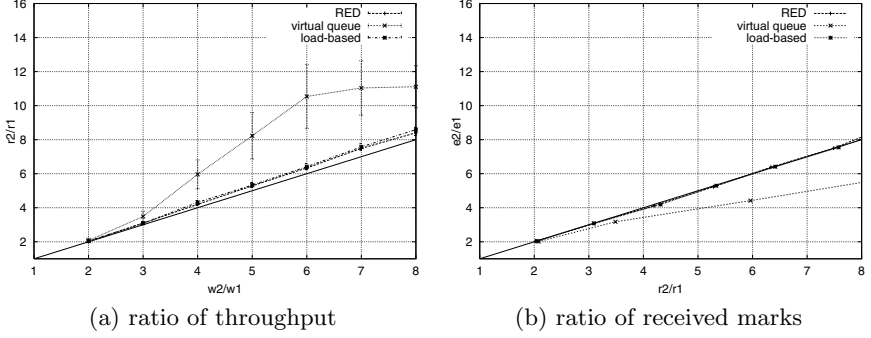 16
14
12
10
8
6
4
2
r2/r1
1 2 3 4 5 6 7 8
w2/w1
RED
virtual queue
load-based
(a) ratio of throughput
16
14
12
10
8
6
4
2
e2/e1
1 2 3 4 5 6 7 8
r2/r1
RED
virtual queue
load-based
(b) ratio of received marks